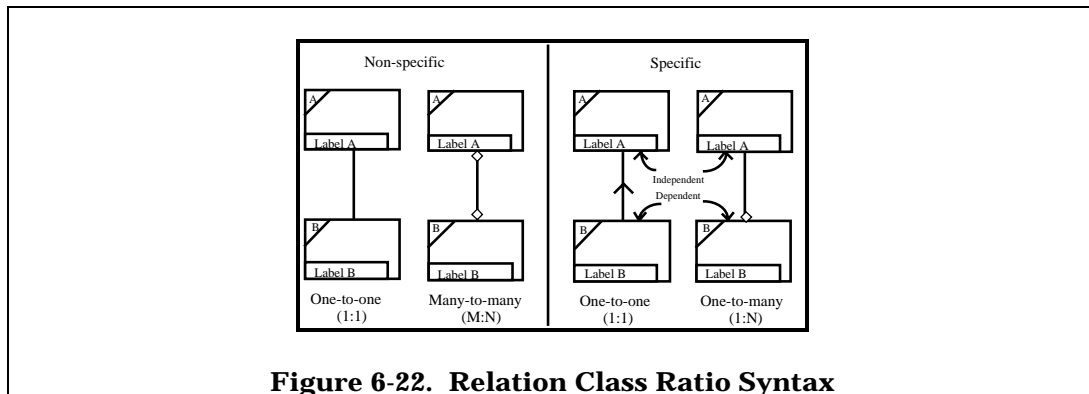 Non-specific
Specific
A
A
A
A
Label A
Label A
Label A
Label A
Independent
Dependent
B
B
B
B
Label B
Label B
Label B
Label B
One-to-one
(1:1)
Many-to-many
(M:N)
One-to-one
(1:1)
One-to-many
(1:N)
Figure 6-22. Relation Class Ratio Syntax